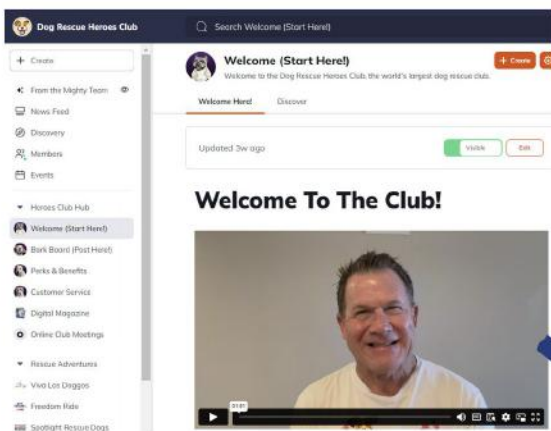 Dog Rescue Heroes Club
Search Welcome (Start Here!)
+ Create
Welcome (Start Here!)
+ Create
Welcome to the Dog Rescue Heroes Club, the world's largest dog rescue club.
From the Mighty Team
News Feed
Discovery
Members
Events
Welcome Here!
Discover
Updated 3w ago
Visible
Edit
Heroes Club Hub
Welcome (Start Here!)
Bark Board (Post Here!)
Perks & Benefits
Customer Service
Digital Magazine
Online Club Meetings
Rescue Adventures
Viva Los Doggos
Freedom Ride
Spotlight Rescue Dogs
Welcome To The Club!
01:01